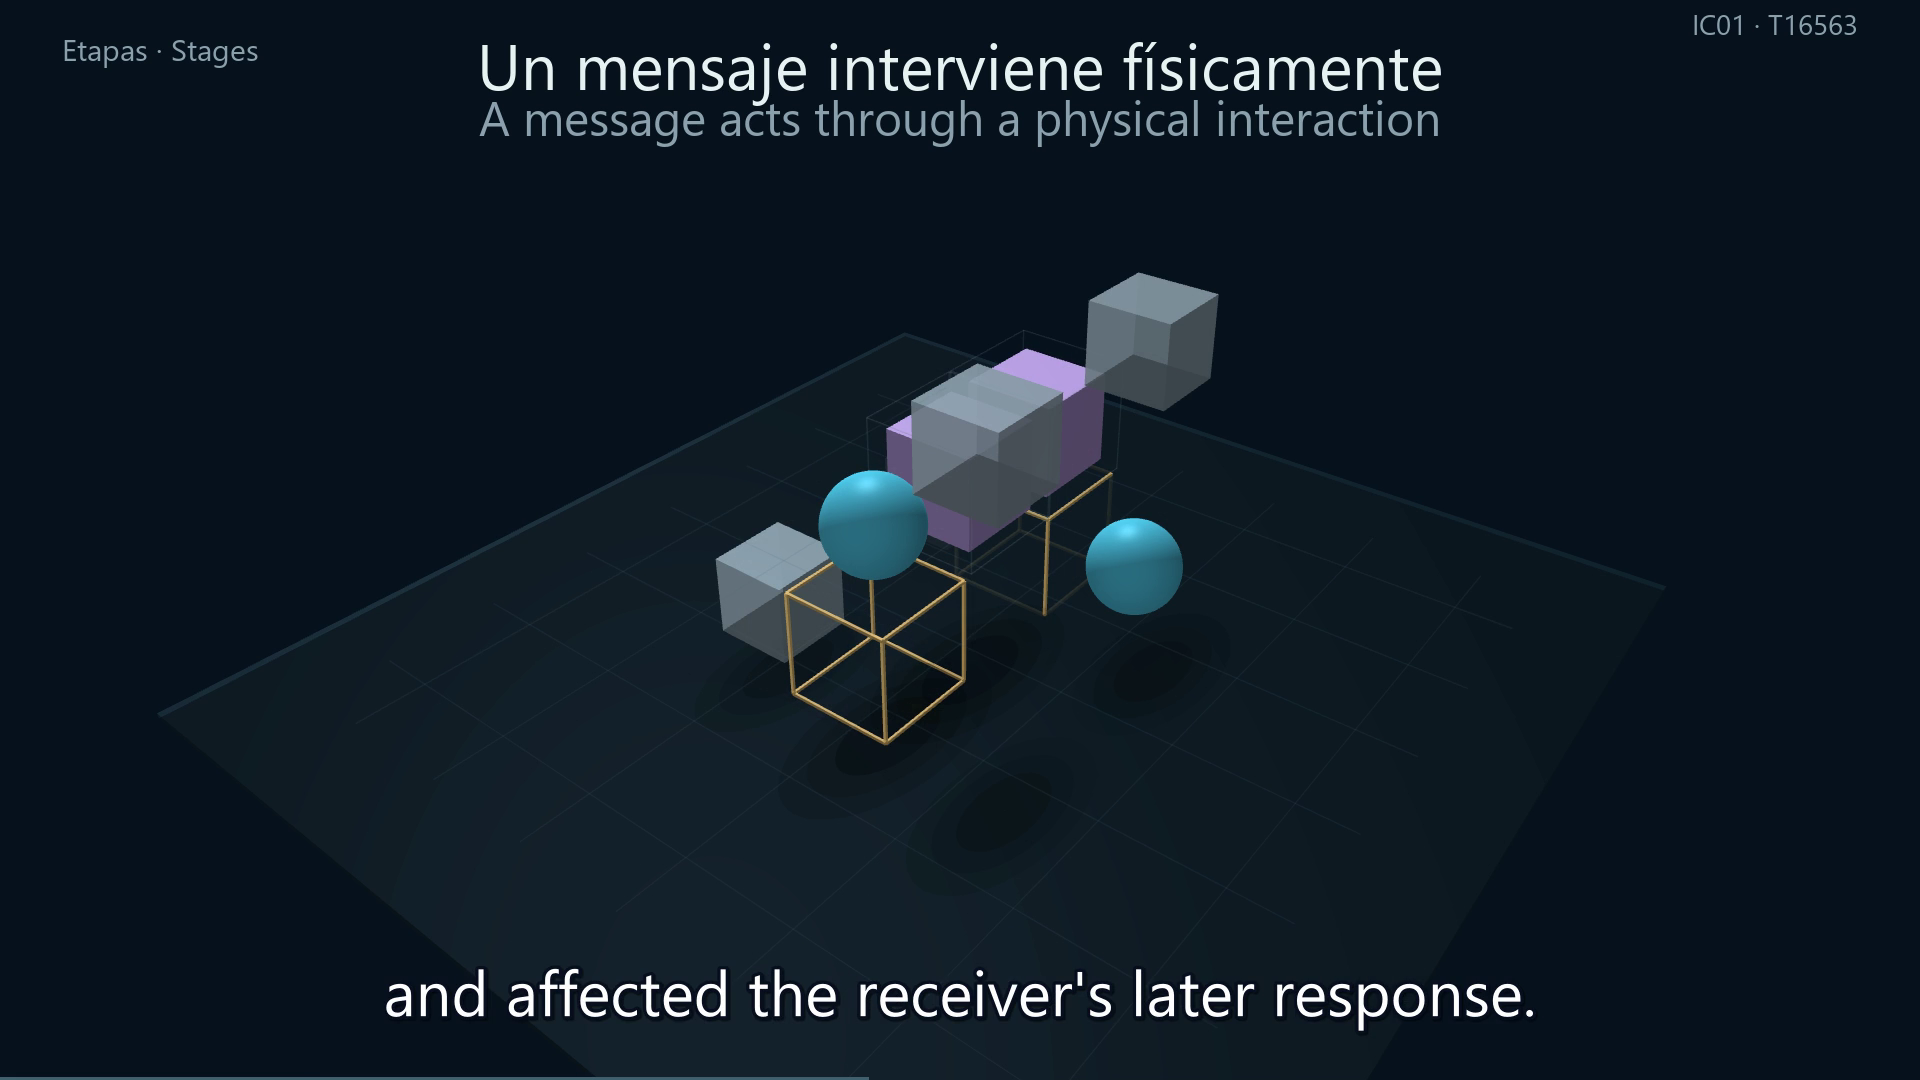 Etapas · Stages
IC01 · T16563
Un mensaje interviene físicamente
A message acts through a physical interaction
and affected the receiver's later response.